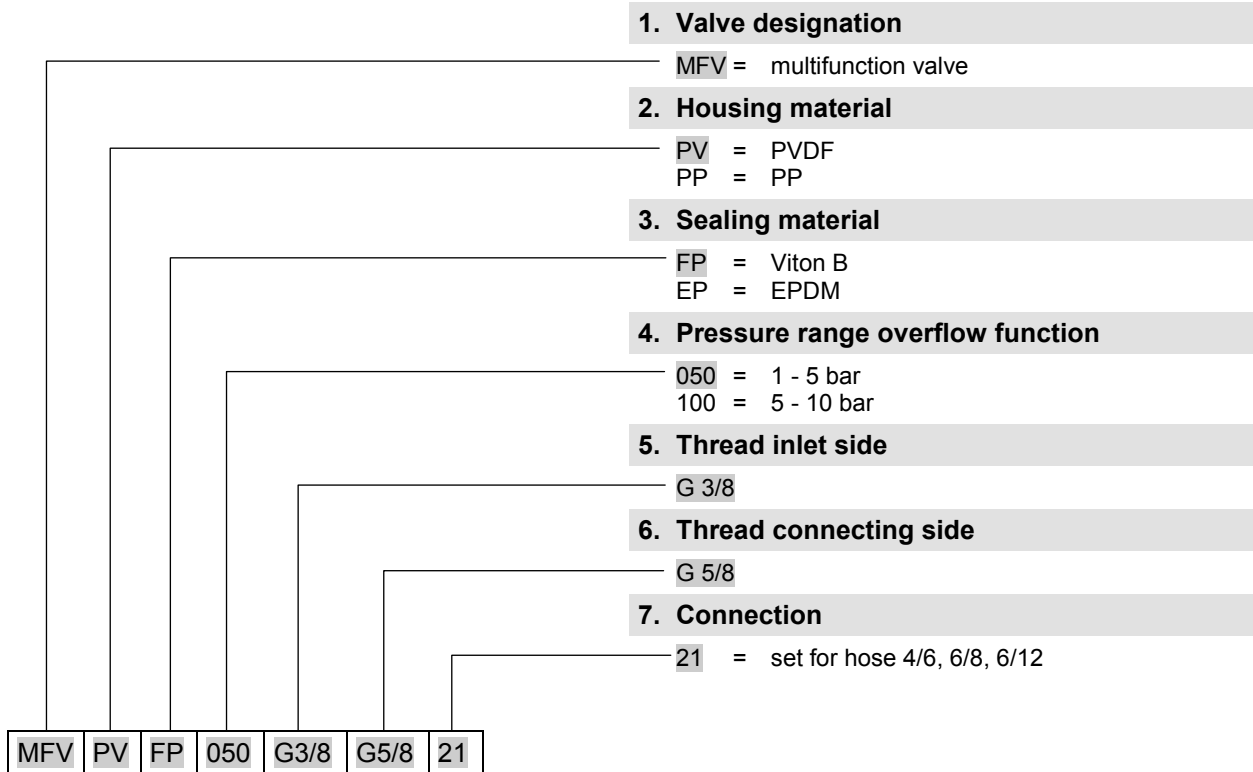 1. Valve designation
MFV = multifunction valve
2. Housing material
PV = PVDF
PP = PP
3. Sealing material
FP = Viton B
EP = EPDM
4. Pressure range overflow function
050 = 1 - 5 bar
100 = 5 - 10 bar
5. Thread inlet side
G 3/8
6. Thread connecting side
G 5/8
7. Connection
21 = set for hose 4/6, 6/8, 6/12
MFV PV FP 050 G3/8 G5/8 21